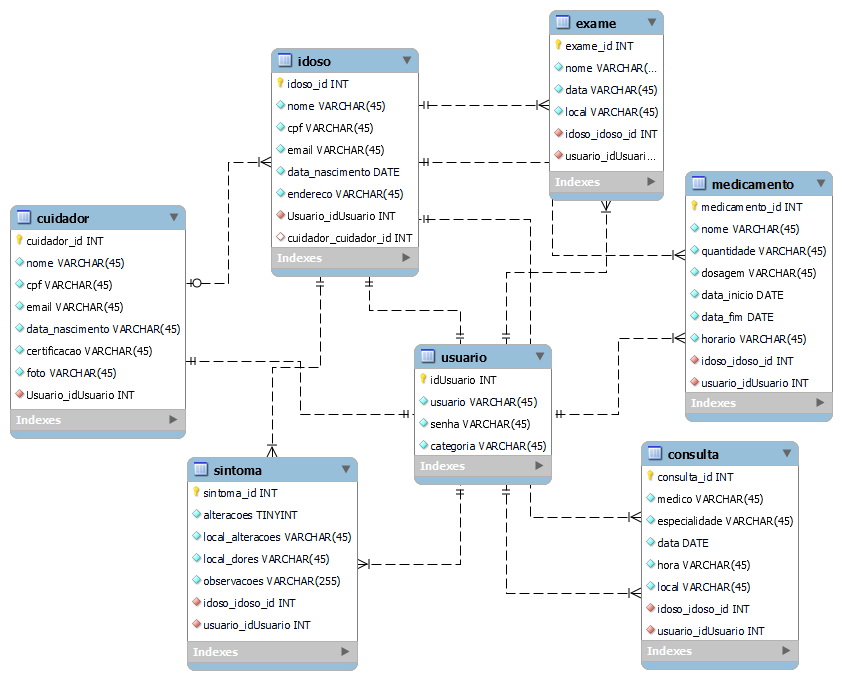 exame
exame_id INT
nome VARCHAR(...
data VARCHAR(45)
local VARCHAR(45)
idoso_idoso_id INT
usuario_idUsuari...
Indexes
idoso
idoso_id INT
nome VARCHAR(45)
cpf VARCHAR(45)
email VARCHAR(45)
data_nascimento DATE
endereco VARCHAR(45)
Usuario_idUsuario INT
cuidador_cuidador_id INT
Indexes
medicamento
medicamento_id INT
nome VARCHAR(45)
quantidade VARCHAR(45)
dosagem VARCHAR(45)
data_inicio DATE
data_fim DATE
horario VARCHAR(45)
idoso_idoso_id INT
usuario_idUsuario INT
Indexes
cuidador
cuidador_id INT
nome VARCHAR(45)
cpf VARCHAR(45)
email VARCHAR(45)
data_nascimento VARCHAR(45)
certificacao VARCHAR(45)
foto VARCHAR(45)
Usuario_idUsuario INT
Indexes
usuario
idUsuario INT
usuario VARCHAR(45)
senha VARCHAR(45)
categoria VARCHAR(45)
Indexes
sintoma
sintoma_id INT
alteracoes TINYINT
local_alteracoes VARCHAR(45)
local_dores VARCHAR(45)
observacoes VARCHAR(255)
idoso_idoso_id INT
usuario_idUsuario INT
Indexes
consulta
consulta_id INT
medico VARCHAR(45)
especialidade VARCHAR(45)
data DATE
hora VARCHAR(45)
local VARCHAR(45)
idoso_idoso_id INT
usuario_idUsuario INT
Indexes